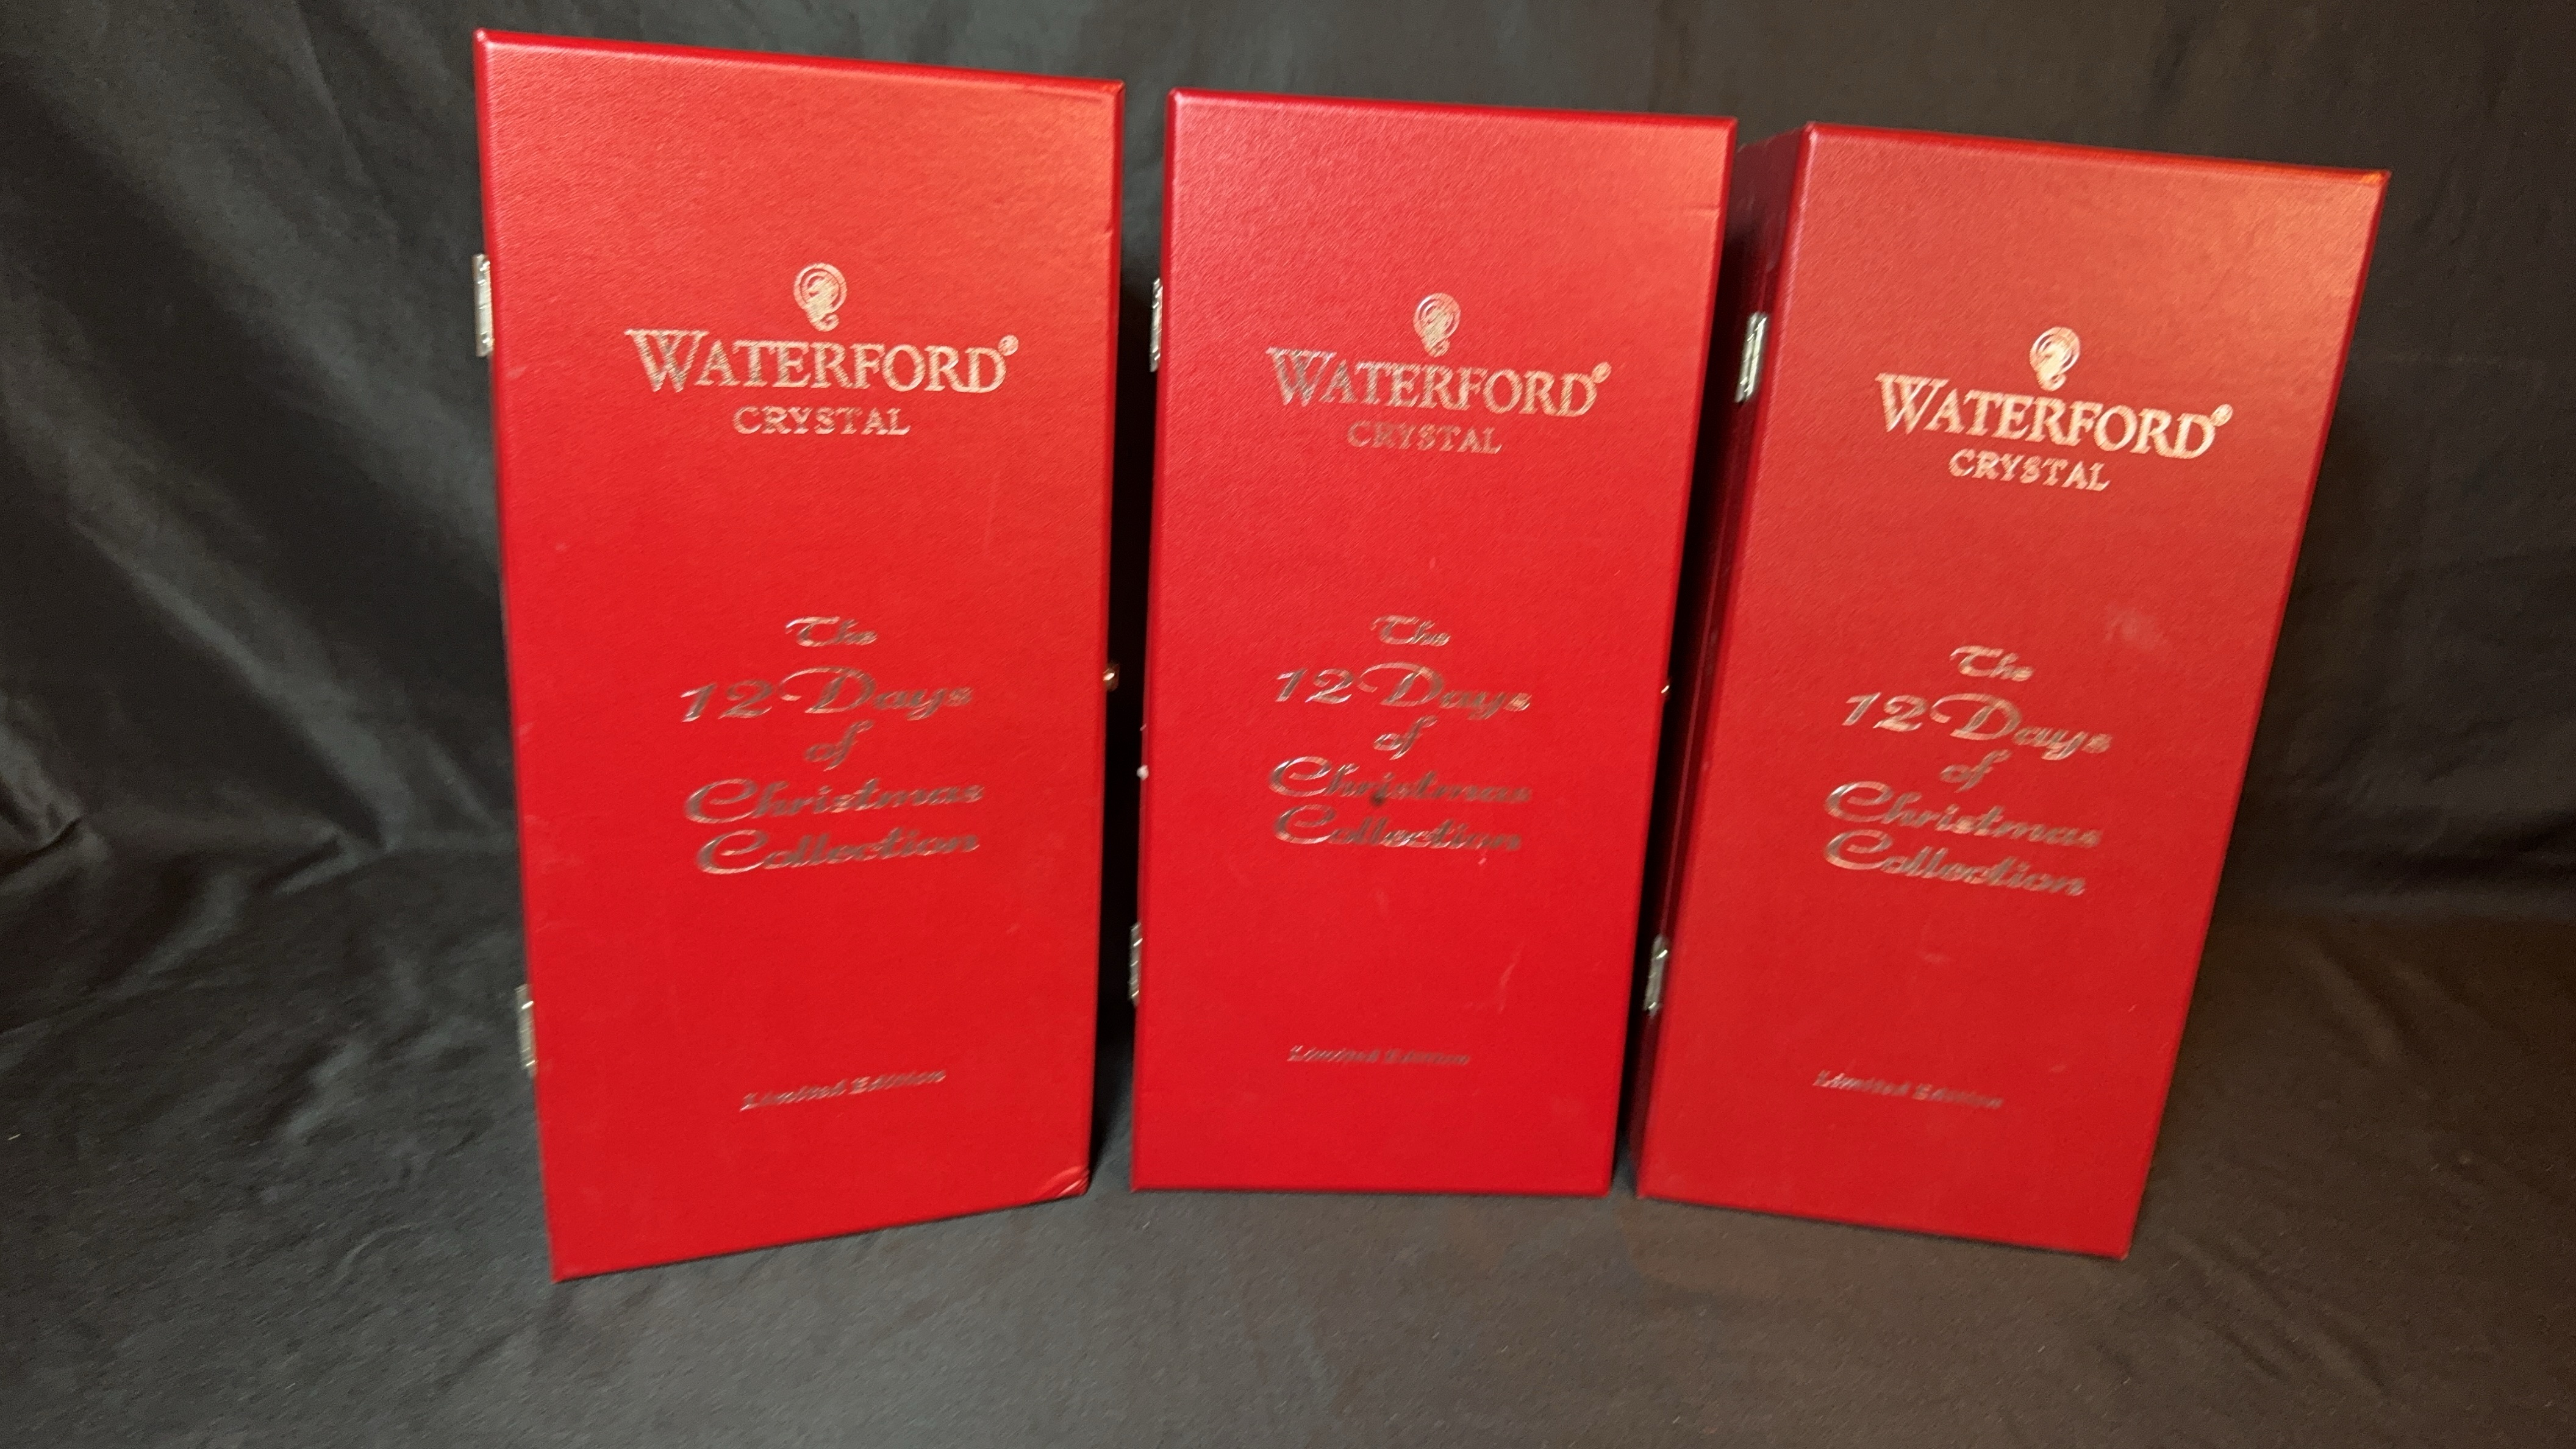 WATERFORD®
CRYSTAL
The
12 Days
of
Christmas
Collection
Limited Edition
WATERFORD®
CRYSTAL
The
12 Days
of
Christmas
Collection
Limited Edition
WATERFORD®
CRYSTAL
The
12 Days
of
Christmas
Collection
Limited Edition